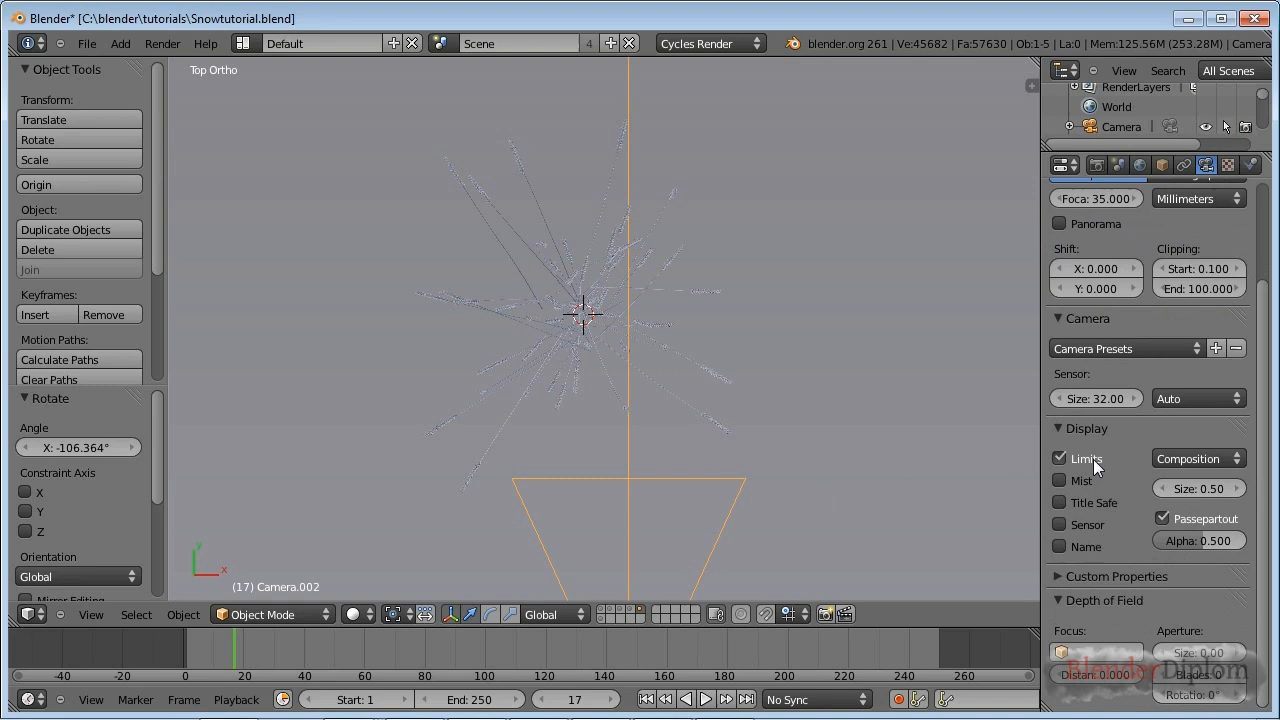 Blender* [C:\blender\tutorials\Snowtutorial.blend]
File Add Render Help Default Scene 4 Cycles Render blender.org 261 | Ve:45682 | Fa:57630 | Ob:1-5 | La:0 | Mem:125.56M (253.28M) | Camera
Object Tools
Transform:
Translate
Rotate
Scale
Origin
Object:
Duplicate Objects
Delete
Join
Keyframes:
Insert Remove
Motion Paths:
Calculate Paths
Clear Paths
Rotate
Angle
X: -106.364°
Constraint Axis
X
Y
Z
Orientation
Global
Mirror Editing
Top Ortho
y
x
(17) Camera.002
View Search All Scenes
RenderLayers
World
Camera
Foca: 35.000 Millimeters
Panorama
Shift: Clipping:
X: 0.000 Start: 0.100
Y: 0.000 End: 100.000
Camera
Camera Presets
Sensor:
Size: 32.00 Auto
Display
Limits Composition
Mist Size: 0.50
Title Safe Passepartout
Sensor Alpha: 0.500
Name
Custom Properties
Depth of Field
Focus: Aperture:
Size: 0.00
Distan: 0.000 Blades: 0
Rotatio: 0°
BlenderDiplom
View Select Object Object Mode Global
-40 -20 0 20 40 60 80 100 120 140 160 180 200 220 240 260
View Marker Frame Playback Start: 1 End: 250 17 No Sync